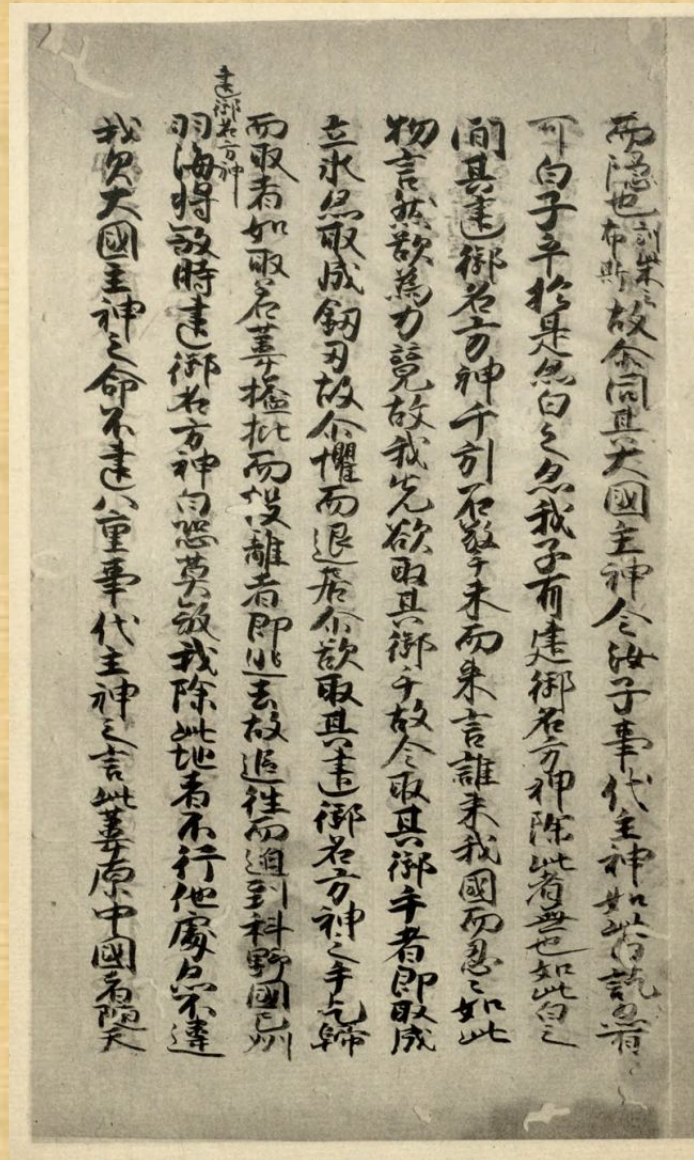 而隠也訓柴云布斯故尒問其大國主神今汝子事代主神如此白訖亦有
可白子乎於是亦白之亦我子有建御名方神除此者無也如此白之
間其建御名方神千引石擎手末而来言誰来我國而忍〻如此
物言然欲為力競故我先欲取其御手故令取其御手者即取成
立氷亦取成釼刃故尒懼而退居尒欲取其建御名方神之手乞歸
而取者如取若葦搤批而投離者即逃去故追往而迫到科野國之州
建御名方神
羽海将殺時建御名方神白恐莫殺我除此地者不行他處亦不違
我父大國主神之命不違八重事代主神之言此葦原中國者随天